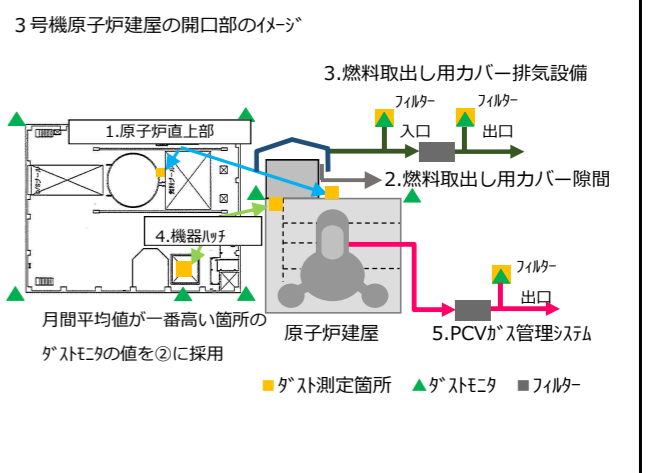 3号機原子炉建屋の開口部のｲﾒｰｼﾞ
3.燃料取出し用カバー排気設備
ﾌｨﾙﾀｰ
ﾌｨﾙﾀｰ
入口
出口
1.原子炉直上部
2.燃料取出し用カバー隙間
4.機器ﾊｯﾁ
ﾌｨﾙﾀｰ
出口
月間平均値が一番高い箇所の
ﾀﾞｽﾄﾓﾆﾀの値を②に採用
原子炉建屋
5.PCVｶﾞｽ管理ｼｽﾃﾑ
ﾀﾞｽﾄ測定箇所
ﾀﾞｽﾄﾓﾆﾀ
ﾌｨﾙﾀｰ